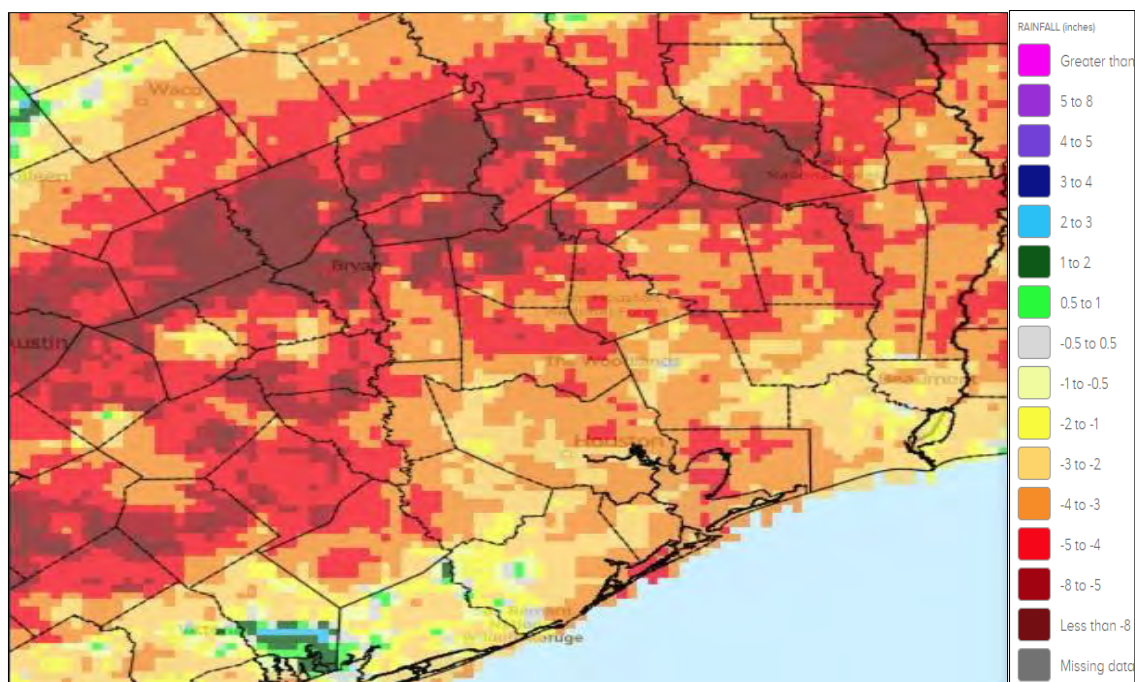 RAINFALL (inches)
Greater than
5 to 8
4 to 5
3 to 4
2 to 3
1 to 2
0.5 to 1
-0.5 to 0.5
-1 to -0.5
-2 to -1
-3 to -2
-4 to -3
-5 to -4
-8 to -5
Less than -8
Missing data
Waco
Bryan
ustin
The Woodlands
Beaumont
Houston